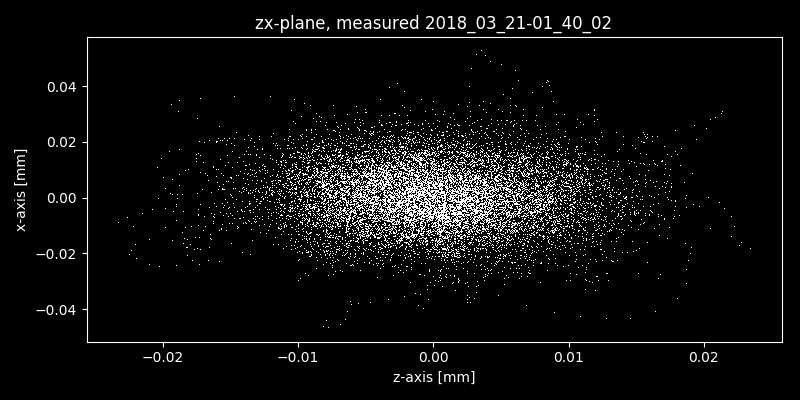 zx-plane, measured 2018_03_21-01_40_02
0.04
0.02
0.00
−0.02
−0.04
x-axis [mm]
−0.02 −0.01 0.00 0.01 0.02
z-axis [mm]